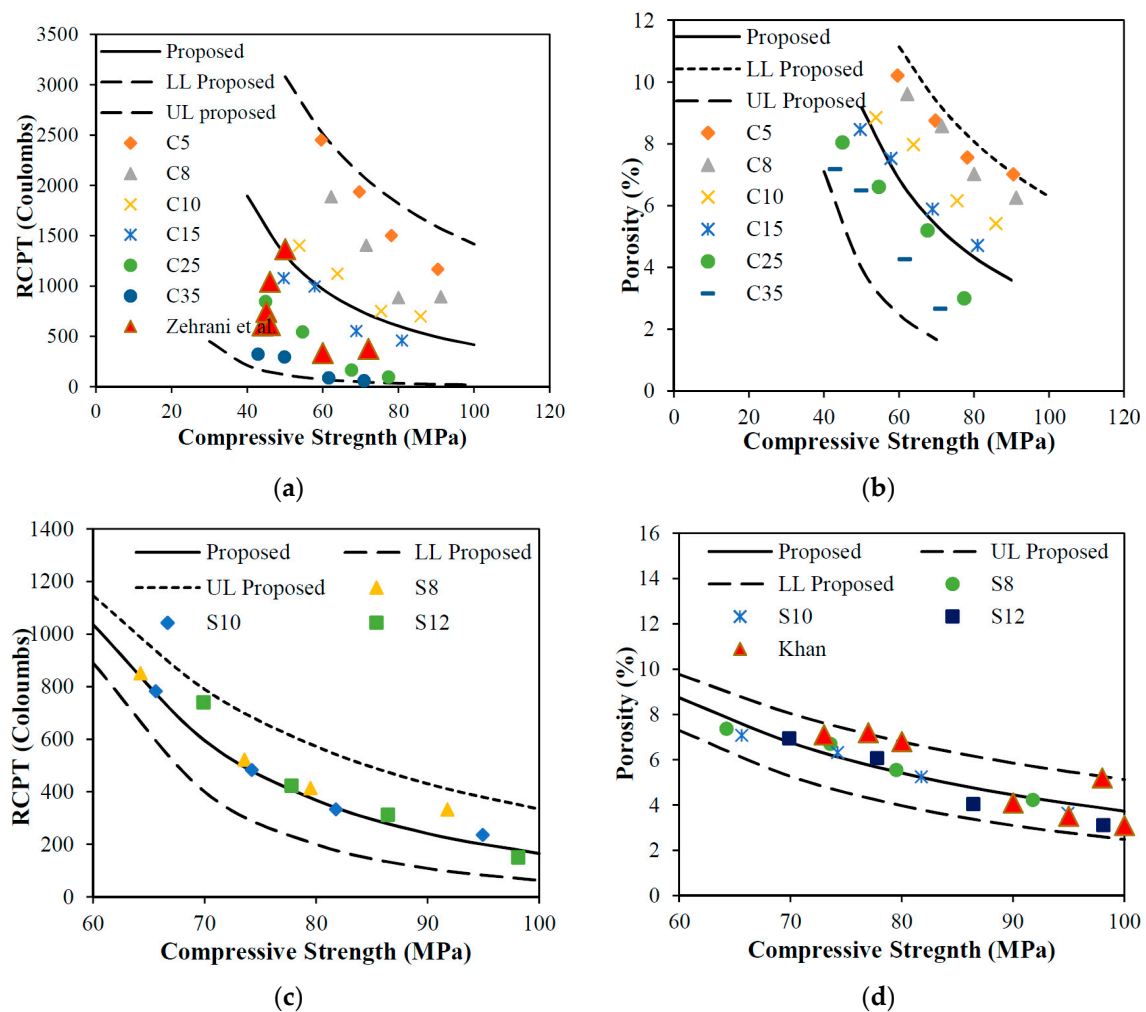 3500
3000
2500
2000
1500
1000
500
0
0 20 40 60 80 100 120
RCPT (Coulombs)
Compressive Stregnth (MPa)
Proposed
LL Proposed
UL proposed
C5
C8
C10
C15
C25
C35
Zehrani et al.
(a)
12
10
8
6
4
2
0
0 20 40 60 80 100 120
Porosity (%)
Compressive Strength (MPa)
Proposed
LL Proposed
UL Proposed
C5
C8
C10
C15
C25
C35
(b)
1400
1200
1000
800
600
400
200
0
60 70 80 90 100
RCPT (Coloumbs)
Compressive Strength (MPa)
Proposed LL Proposed
UL Proposed S8
S10 S12
(c)
16
14
12
10
8
6
4
2
0
60 70 80 90 100
Porosity (%)
Compressive Stregnth (MPa)
Proposed UL Proposed
LL Proposed S8
S10 S12
Khan
(d)